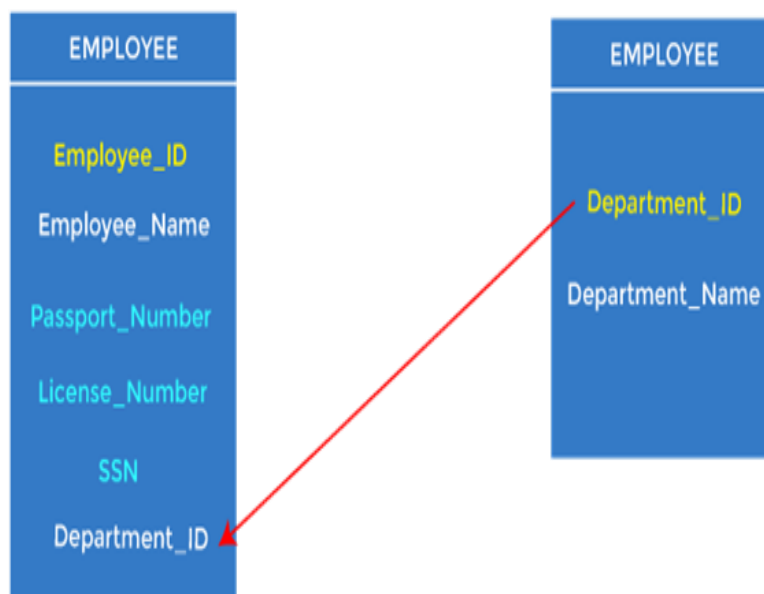 EMPLOYEE
Employee_ID
Employee_Name
Passport_Number
License_Number
SSN
Department_ID
EMPLOYEE
Department_ID
Department_Name